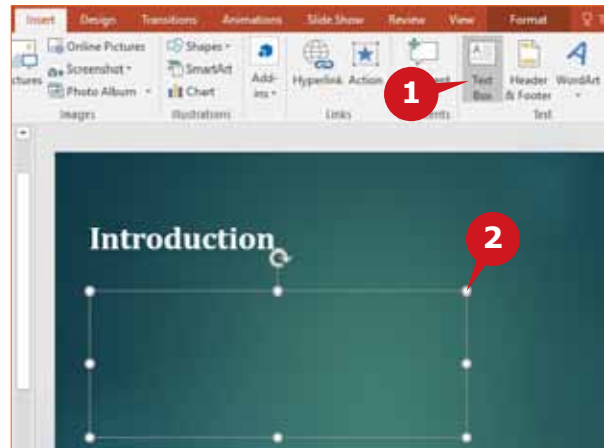 Insert Design Transitions Animations Slide Show Review View Format
Online Pictures Shapes Text Header WordArt
Screenshot SmartArt Add- Hyperlink Action Box & Footer
Photo Album Chart ins
Images Illustrations Links Text
1
Introduction
2